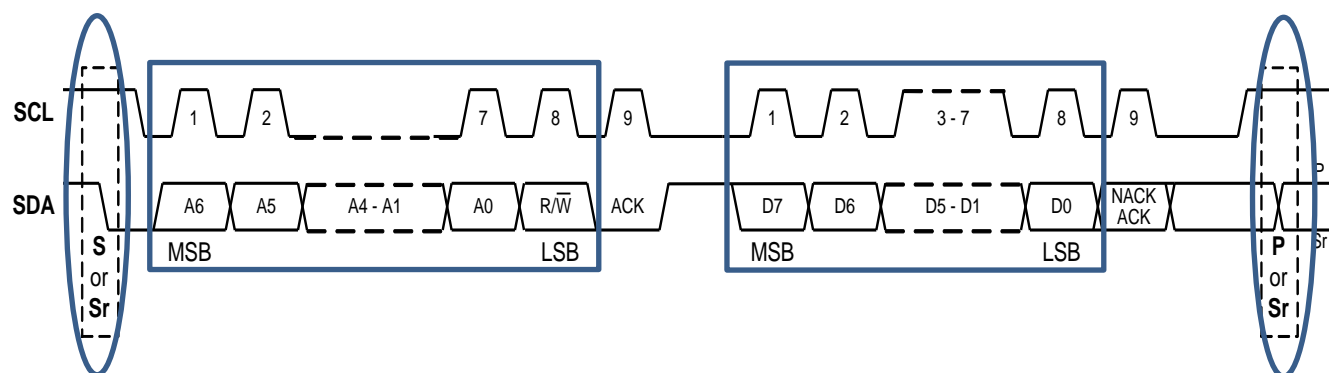 SCL 1 2 7 8 9 1 2 3 - 7 8 9
P
SDA A6 A5 A4 - A1 A0 R/W̅ ACK D7 D6 D5 - D1 D0 NACK
ACK
Sr
MSB LSB MSB LSB
S
or
Sr
P
or
Sr